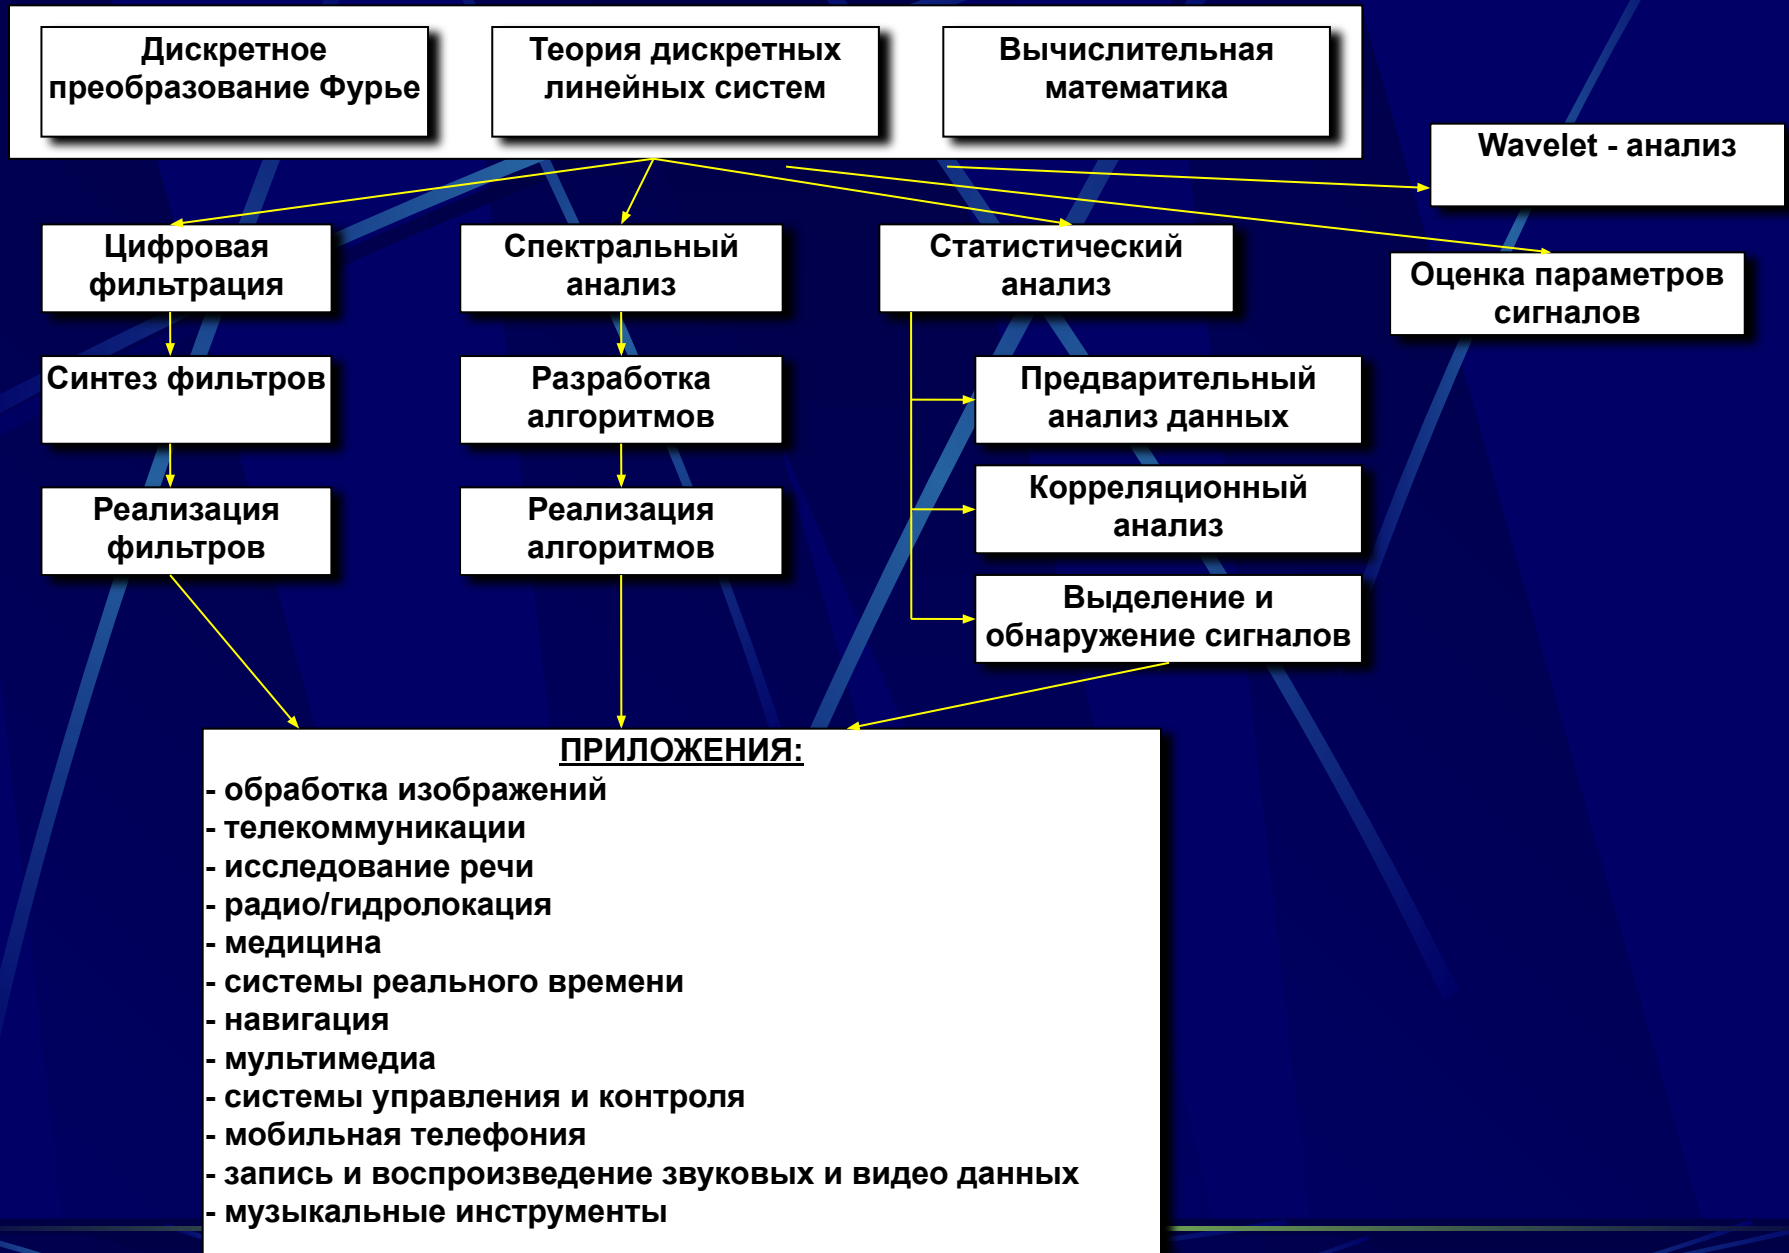 Дискретное
преобразование Фурье
Теория дискретных
линейных систем
Вычислительная
математика
Wavelet - анализ
Цифровая
фильтрация
Спектральный
анализ
Статистический
анализ
Оценка параметров
сигналов
Синтез фильтров
Разработка
алгоритмов
Предварительный
анализ данных
Реализация
фильтров
Реализация
алгоритмов
Корреляционный
анализ
Выделение и
обнаружение сигналов
ПРИЛОЖЕНИЯ:
- обработка изображений
- телекоммуникации
- исследование речи
- радио/гидролокация
- медицина
- системы реального времени
- навигация
- мультимедиа
- системы управления и контроля
- мобильная телефония
- запись и воспроизведение звуковых и видео данных
- музыкальные инструменты